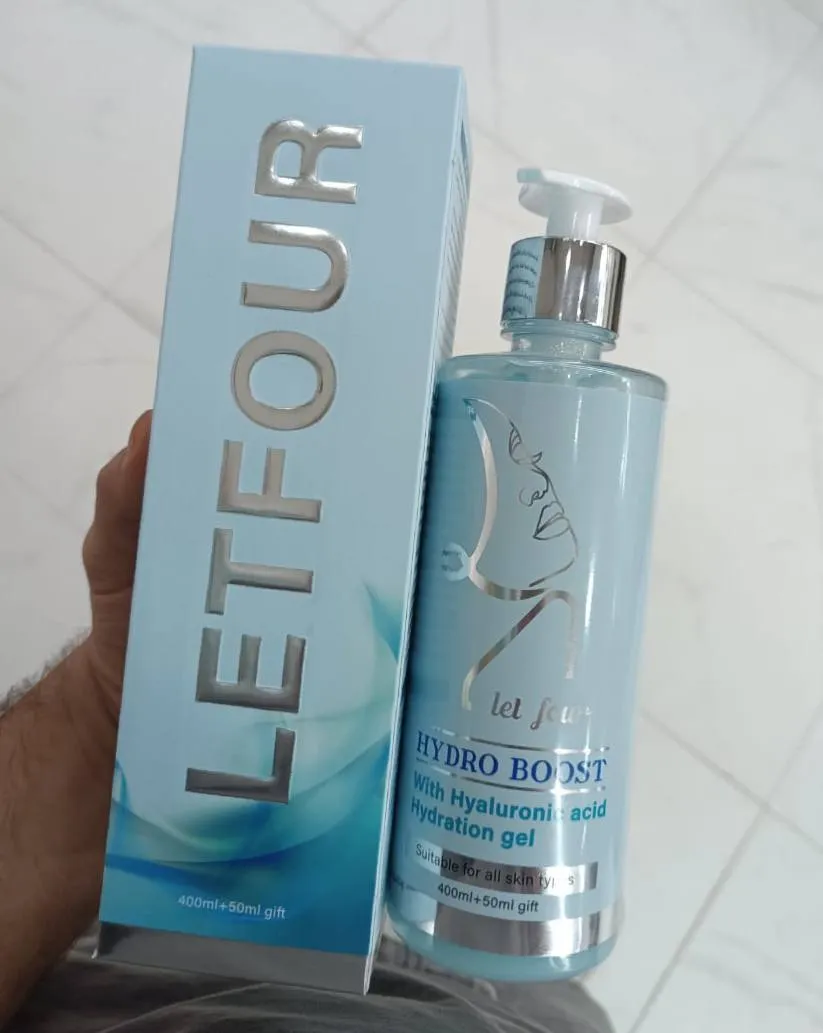 LETFOUR
400ml+50ml gift
let four
HYDRO BOOST
With Hyaluronic acid
Hydration gel
Suitable for all skin types
400ml+50ml gift